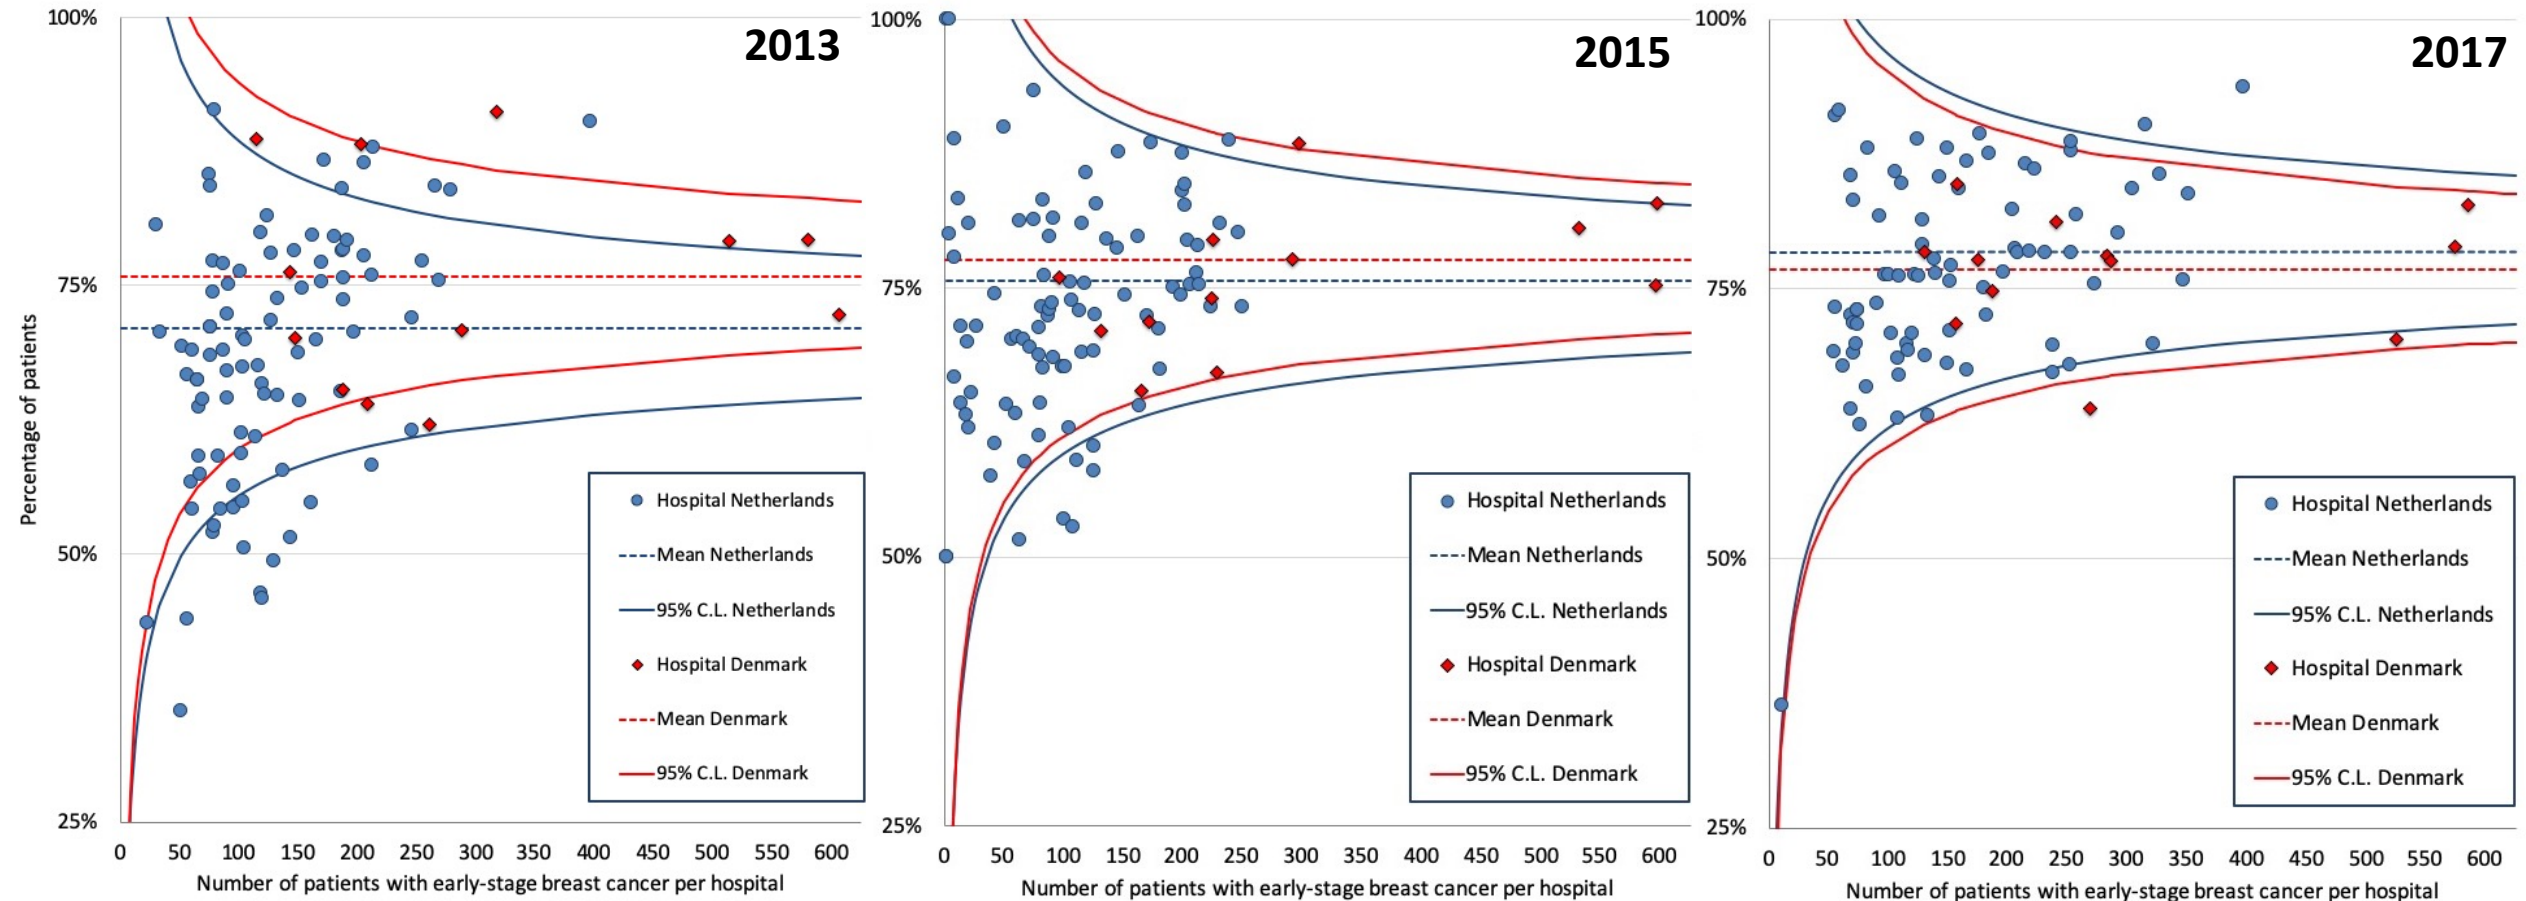 2013
Percentage of patients
100%
75%
50%
25%
0 50 100 150 200 250 300 350 400 450 500 550 600
Number of patients with early-stage breast cancer per hospital
Hospital Netherlands
Mean Netherlands
95% C.L. Netherlands
Hospital Denmark
Mean Denmark
95% C.L. Denmark
2015
100%
75%
50%
25%
0 50 100 150 200 250 300 350 400 450 500 550 600
Number of patients with early-stage breast cancer per hospital
Hospital Netherlands
Mean Netherlands
95% C.L. Netherlands
Hospital Denmark
Mean Denmark
95% C.L. Denmark
2017
100%
75%
50%
25%
0 50 100 150 200 250 300 350 400 450 500 550 600
Number of patients with early-stage breast cancer per hospital
Hospital Netherlands
Mean Netherlands
95% C.L. Netherlands
Hospital Denmark
Mean Denmark
95% C.L. Denmark